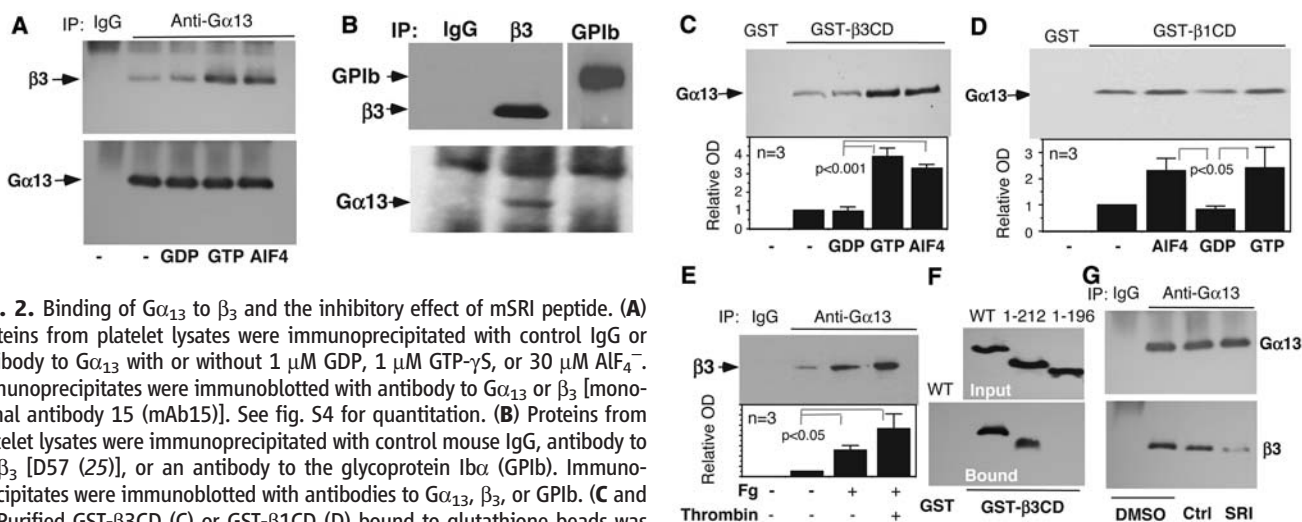 A
IP: IgG Anti-Gα13
β3
Gα13
- - GDP GTP AlF4
B
IP: IgG β3 GPIb
GPIb
β3
Gα13
C
GST GST-β3CD
Gα13
n=3
p<0.001
Relative OD
4
3
2
1
0
- - GDP GTP AlF4
D
GST GST-β1CD
Gα13
n=3
p<0.05
Relative OD
3
2
1
0
- - AlF4 GDP GTP
. 2. Binding of Gα13 to β3 and the inhibitory effect of mSRI peptide. (A)
teins from platelet lysates were immunoprecipitated with control IgG or
ibody to Gα13 with or without 1 μM GDP, 1 μM GTP-γS, or 30 μM AlF4−.
munoprecipitates were immunoblotted with antibody to Gα13 or β3 [mono-
nal antibody 15 (mAb15)]. See fig. S4 for quantitation. (B) Proteins from
telet lysates were immunoprecipitated with control mouse IgG, antibody to
β3 [D57 (25)], or an antibody to the glycoprotein Ibα (GPIb). Immuno-
cipitates were immunoblotted with antibodies to Gα13, β3, or GPIb. (C and
Purified GST-β3CD (C) or GST-β1CD (D) bound to glutathione beads was
E
IP: IgG Anti-Gα13
β3
n=3
p<0.05
Relative OD
Fg - - + +
Thrombin - - - +
F
WT 1-212 1-196
Input
WT
Bound
GST GST-β3CD
G
IP: IgG Anti-Gα13
Gα13
β3
DMSO Ctrl SRI